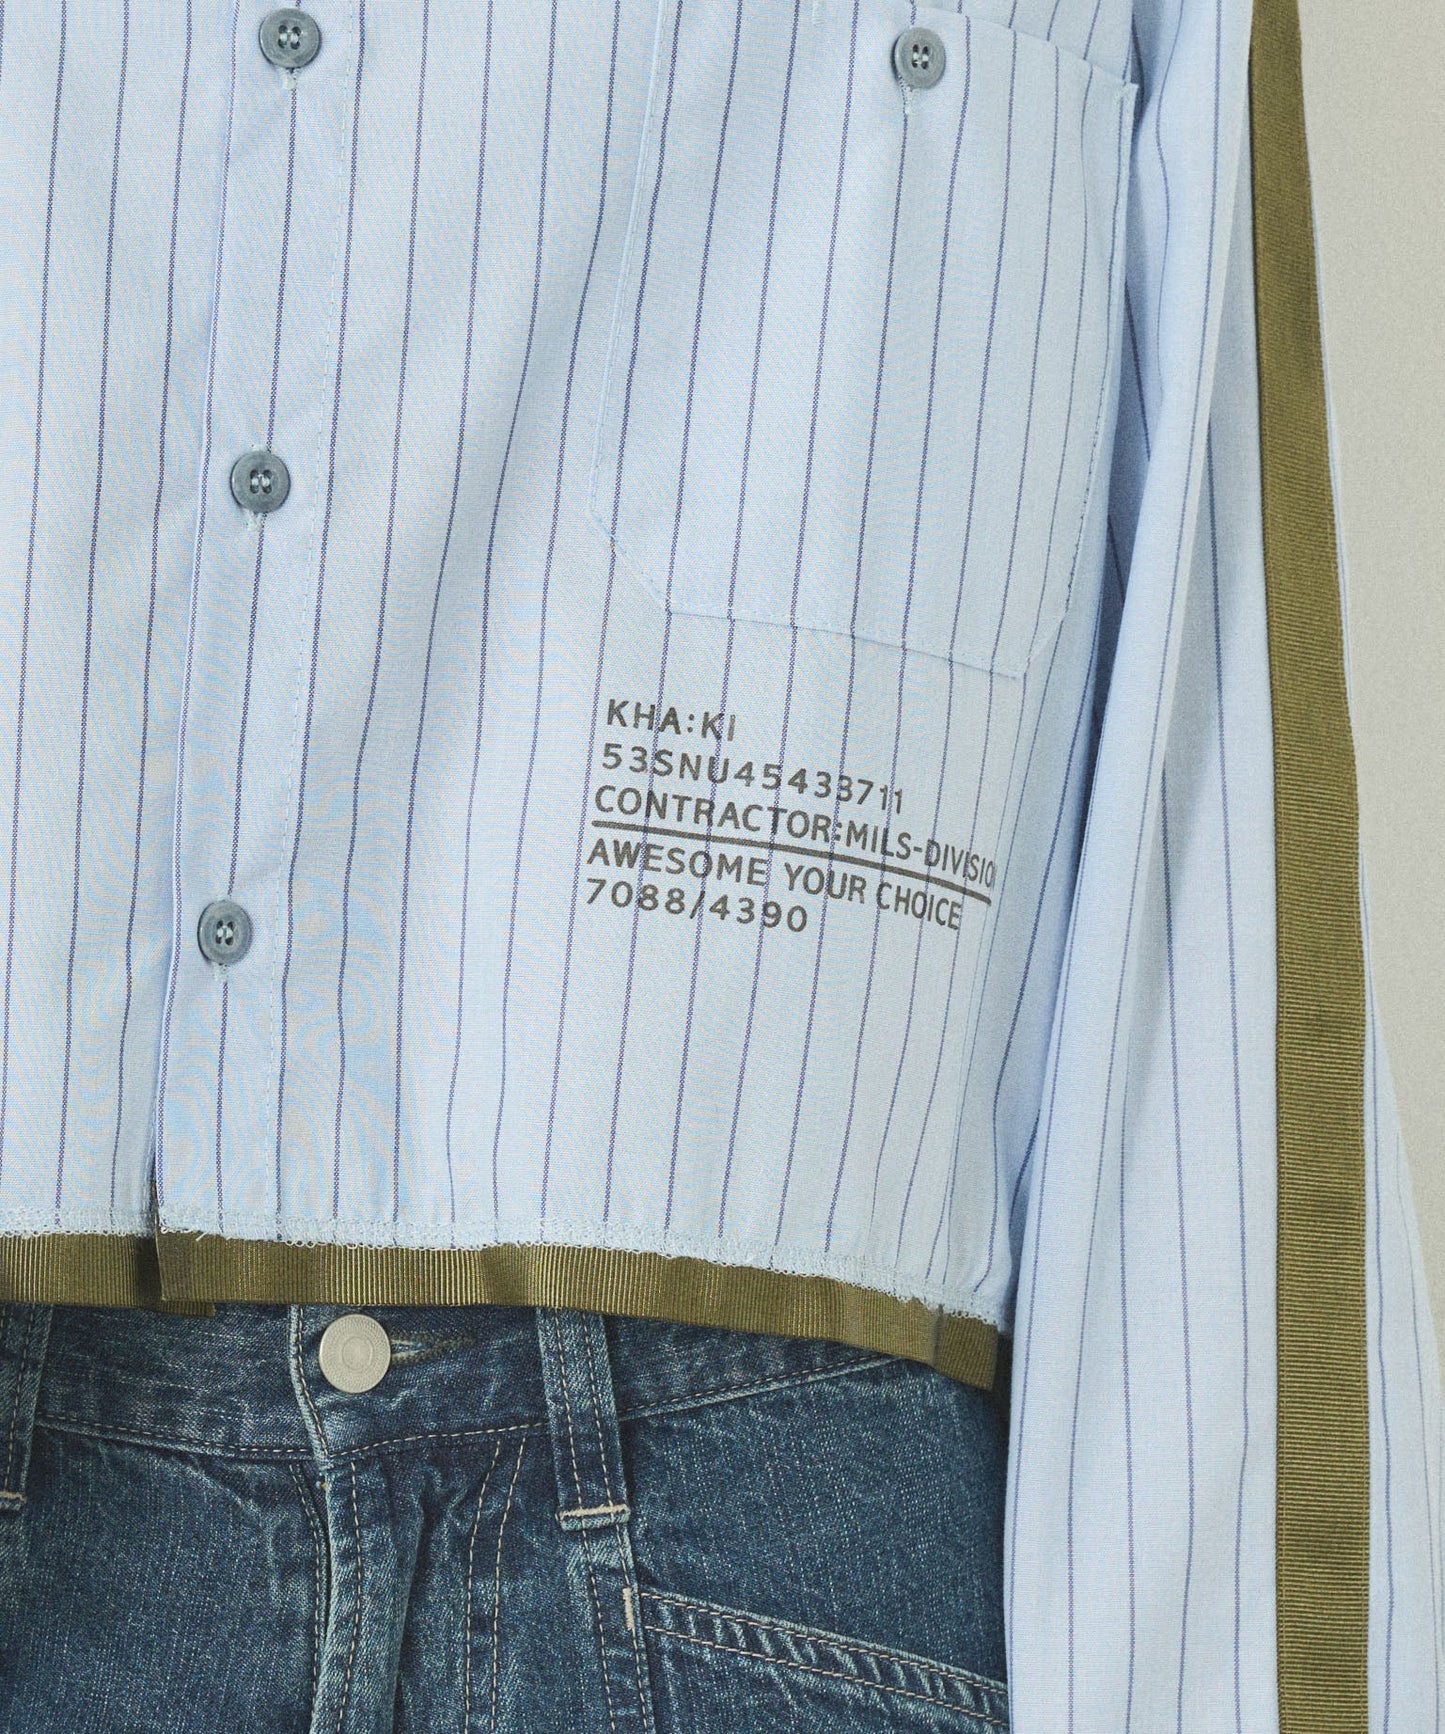 KHA:KI
53SNU45433711
CONTRACTOR:MILS-DIVISION
AWESOME YOUR CHOICE
7088/4390